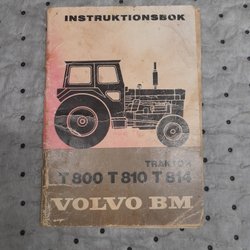 INSTRUKTIONSBOK
TRAKTOR
T 800 T 810 T 814
VOLVO BM